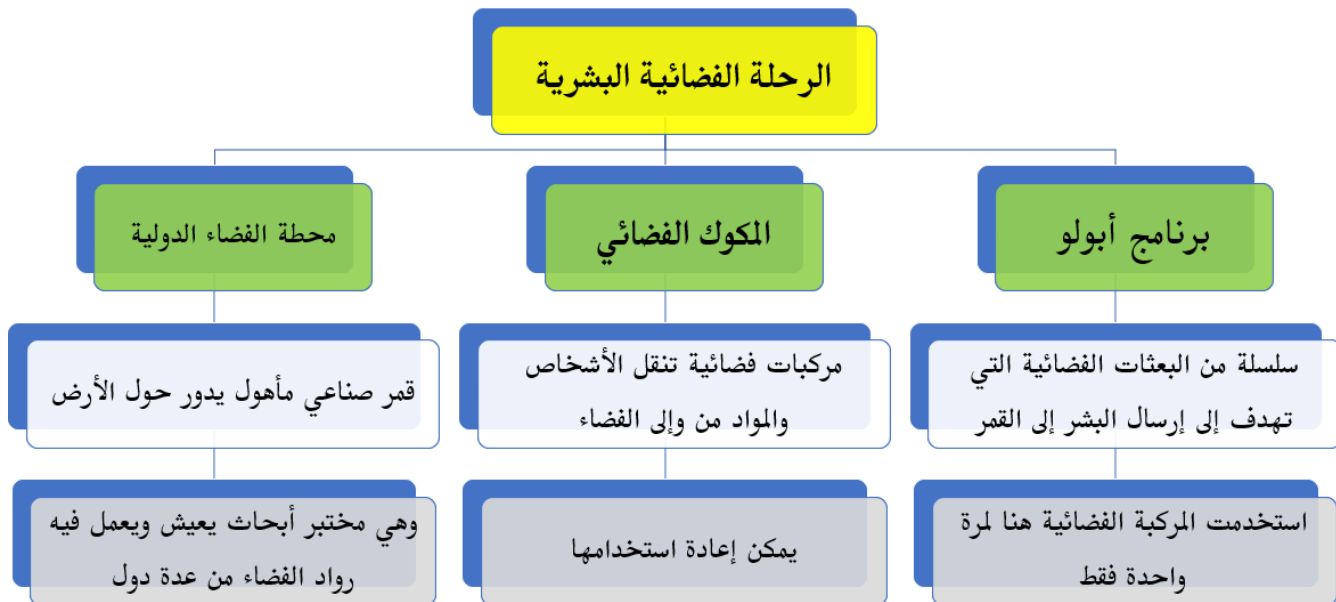 الرحلة الفضائية البشرية
برنامج أبولو
المكوك الفضائي
محطة الفضاء الدولية
سلسلة من البعثات الفضائية التي
تهدف إلى إرسال البشر إلى القمر
مركبات فضائية تنقل الأشخاص
والمواد من وإلى الفضاء
قمر صناعي مأهول يدور حول الأرض
استخدمت المركبة الفضائية هنا لمرة
واحدة فقط
يمكن إعادة استخدامها
وهي مختبر أبحاث يعيش ويعمل فيه
رواد الفضاء من عدة دول